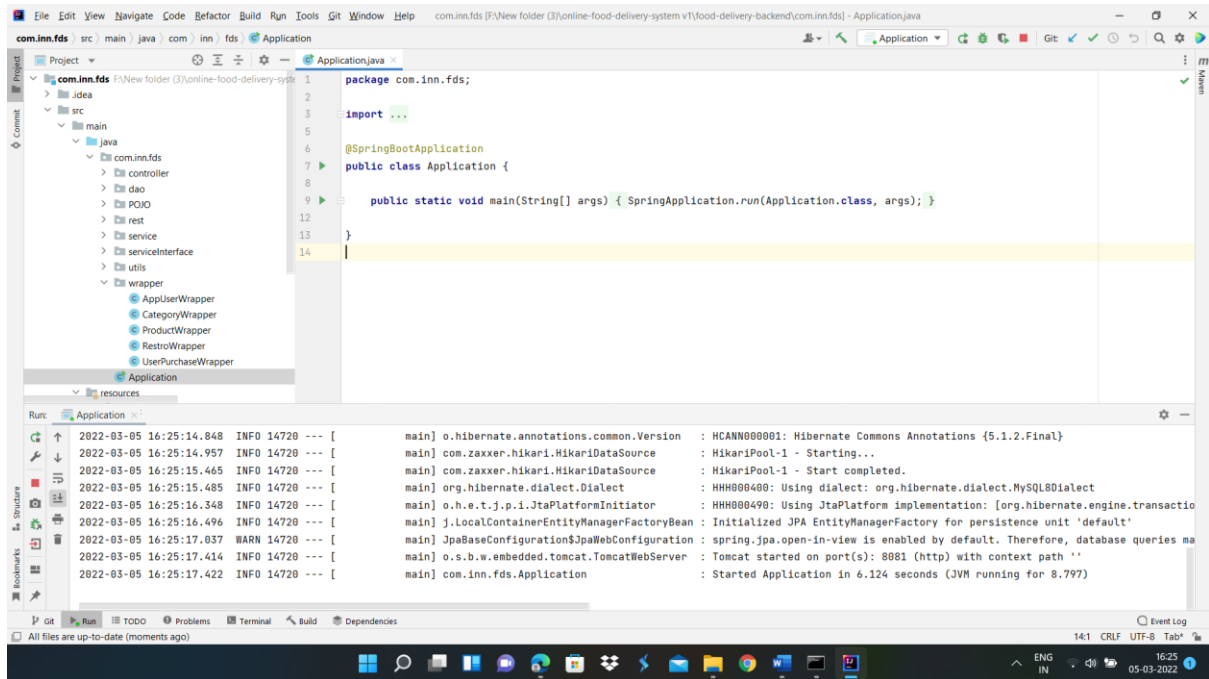 File Edit View Navigate Code Refactor Build Run Tools Git Window Help com.inn.fds [F:\New folder (3)\online-food-delivery-system v1\food-delivery-backend\com.inn.fds] - Application.java
com.inn.fds src main java com inn fds Application Application Git:
Project
com.inn.fds F:\New folder (3)\online-food-delivery-syste
.idea
src
main
java
com.inn.fds
controller
dao
POJO
rest
service
serviceInterface
utils
wrapper
AppUserWrapper
CategoryWrapper
ProductWrapper
RestroWrapper
UserPurchaseWrapper
Application
resources
Application.java
1 package com.inn.fds;
2
3 import ...
5
6 @SpringBootApplication
7 public class Application {
8
9 public static void main(String[] args) { SpringApplication.run(Application.class, args); }
12
13 }
14
Project
Commit
Structure
Bookmarks
m
Maven
Run: Application
2022-03-05 16:25:14.848 INFO 14720 --- [ main] o.hibernate.annotations.common.Version : HCANN000001: Hibernate Commons Annotations {5.1.2.Final}
2022-03-05 16:25:14.957 INFO 14720 --- [ main] com.zaxxer.hikari.HikariDataSource : HikariPool-1 - Starting...
2022-03-05 16:25:15.465 INFO 14720 --- [ main] com.zaxxer.hikari.HikariDataSource : HikariPool-1 - Start completed.
2022-03-05 16:25:15.485 INFO 14720 --- [ main] org.hibernate.dialect.Dialect : HHH000400: Using dialect: org.hibernate.dialect.MySQL8Dialect
2022-03-05 16:25:16.348 INFO 14720 --- [ main] o.h.e.t.j.p.i.JtaPlatformInitiator : HHH000490: Using JtaPlatform implementation: [org.hibernate.engine.transactio
2022-03-05 16:25:16.496 INFO 14720 --- [ main] j.LocalContainerEntityManagerFactoryBean : Initialized JPA EntityManagerFactory for persistence unit 'default'
2022-03-05 16:25:17.037 WARN 14720 --- [ main] JpaBaseConfiguration$JpaWebConfiguration : spring.jpa.open-in-view is enabled by default. Therefore, database queries ma
2022-03-05 16:25:17.414 INFO 14720 --- [ main] o.s.b.w.embedded.tomcat.TomcatWebServer : Tomcat started on port(s): 8081 (http) with context path ''
2022-03-05 16:25:17.422 INFO 14720 --- [ main] com.inn.fds.Application : Started Application in 6.124 seconds (JVM running for 8.797)
Git Run TODO Problems Terminal Build Dependencies Event Log
All files are up-to-date (moments ago) 14:1 CRLF UTF-8 Tab*
ENG 16:25
IN 05-03-2022 1